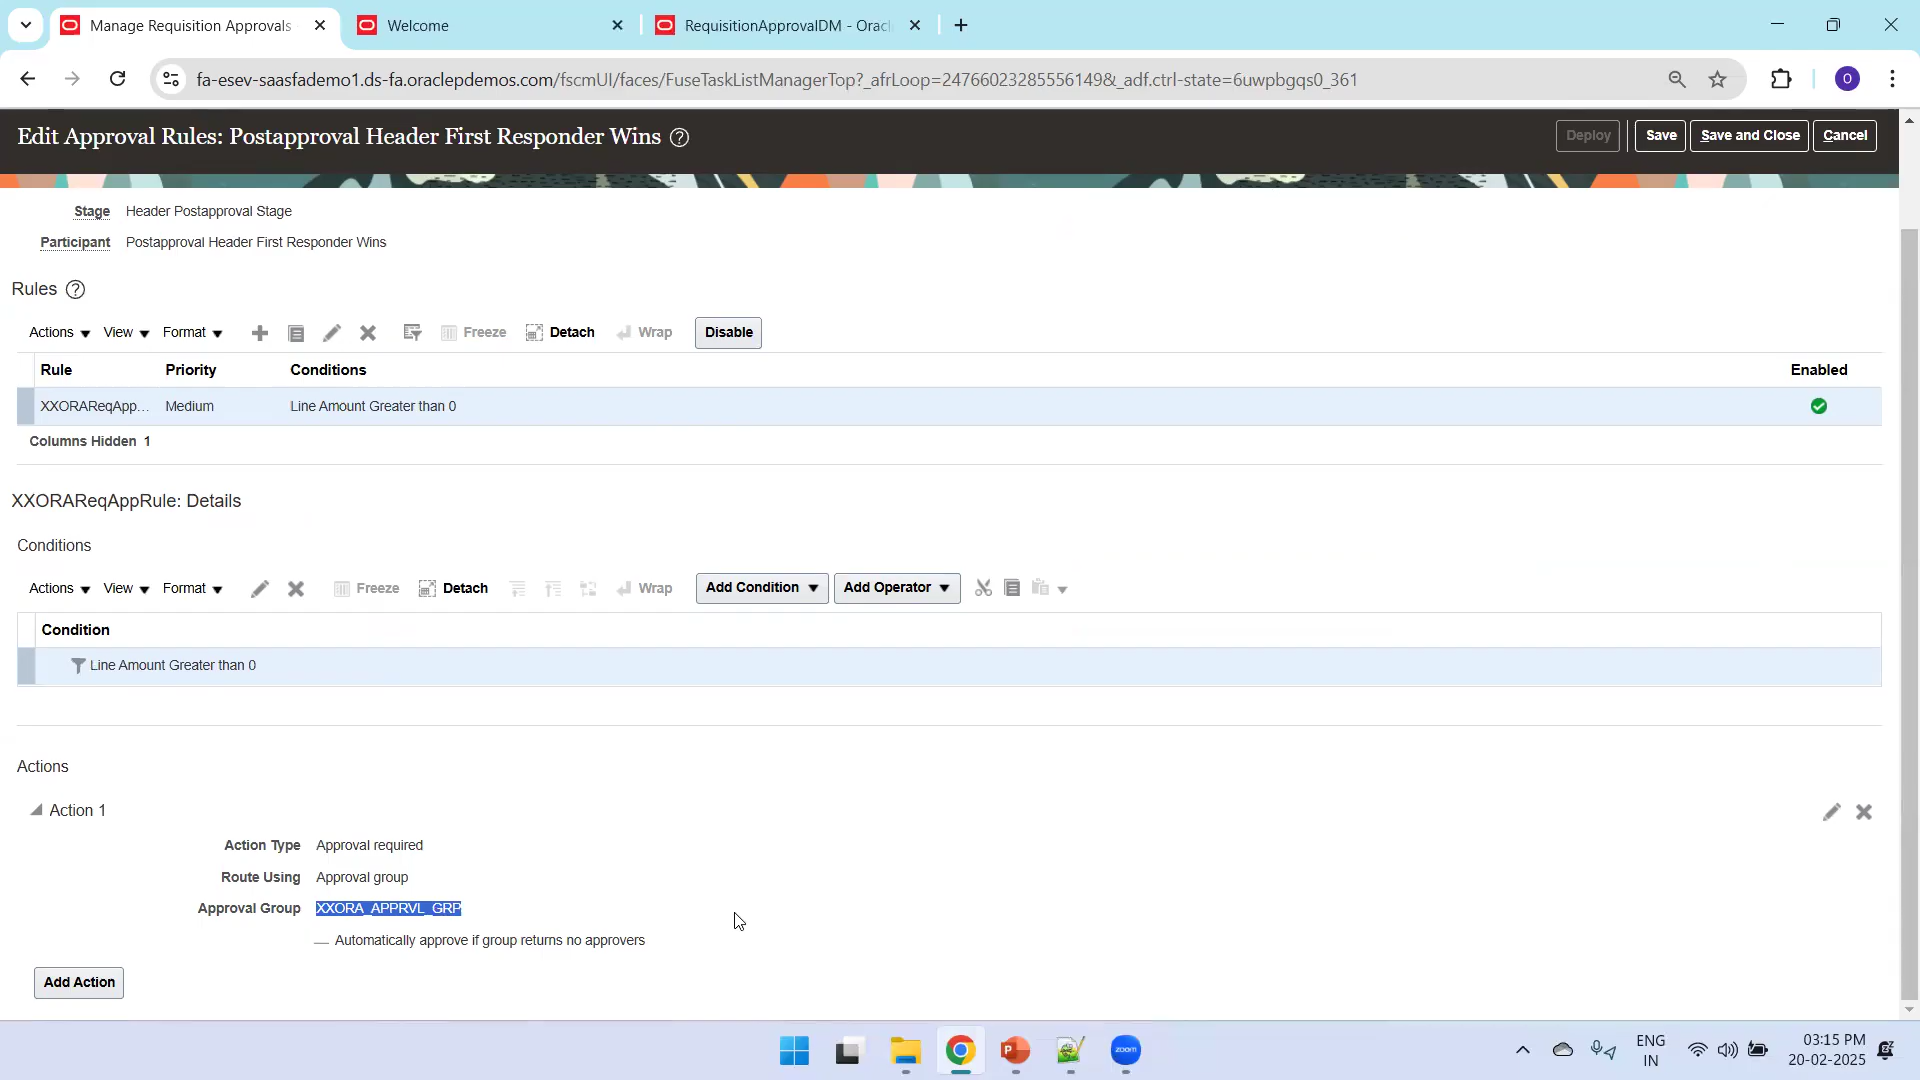 Manage Requisition Approvals
Welcome
RequisitionApprovalDM - Orac
fa-esev-saasfademo1.ds-fa.oraclepdemos.com/fscmUI/faces/FuseTaskListManagerTop?_afrLoop=24766023285556149&_adf.ctrl-state=6uwpbgqs0_361
O
Edit Approval Rules: Postapproval Header First Responder Wins ?
Deploy Save Save and Close Cancel
Stage Header Postapproval Stage
Participant Postapproval Header First Responder Wins
Rules ?
Actions View Format Freeze Detach Wrap Disable
Rule Priority Conditions Enabled
XXORAReqApp... Medium Line Amount Greater than 0
Columns Hidden 1
XXORAReqAppRule: Details
Conditions
Actions View Format Freeze Detach Wrap Add Condition Add Operator
Condition
Line Amount Greater than 0
Actions
Action 1
Action Type Approval required
Route Using Approval group
Approval Group XXORA_APPRVL_GRP
Automatically approve if group returns no approvers
Add Action
zoom
ENG
IN
03:15 PM
20-02-2025